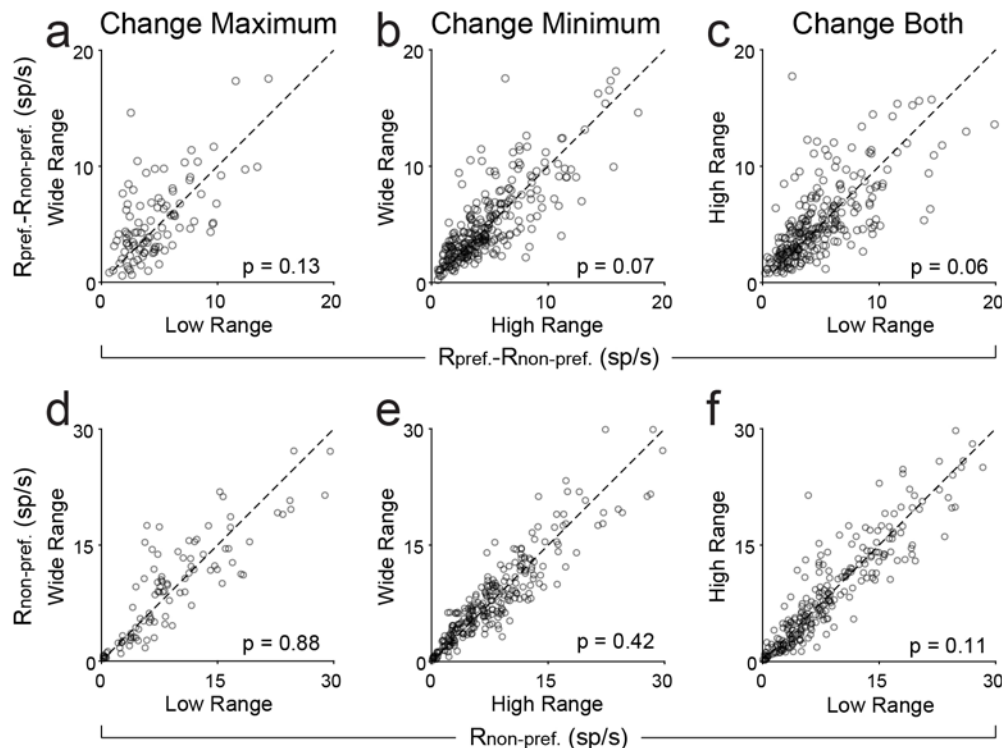 a Change Maximum b Change Minimum c Change Both
Rpref.-Rnon-pref. (sp/s)
Wide Range
20
10
0
p = 0.13
0 10 20
Low Range
Wide Range
20
10
0
p = 0.07
0 10 20
High Range
High Range
20
10
0
p = 0.06
0 10 20
Low Range
Rpref.-Rnon-pref. (sp/s)
d e f
Rnon-pref. (sp/s)
Wide Range
30
15
0
p = 0.88
0 15 30
Low Range
Wide Range
30
15
0
p = 0.42
0 15 30
High Range
High Range
30
15
0
p = 0.11
0 15 30
Low Range
Rnon-pref. (sp/s)